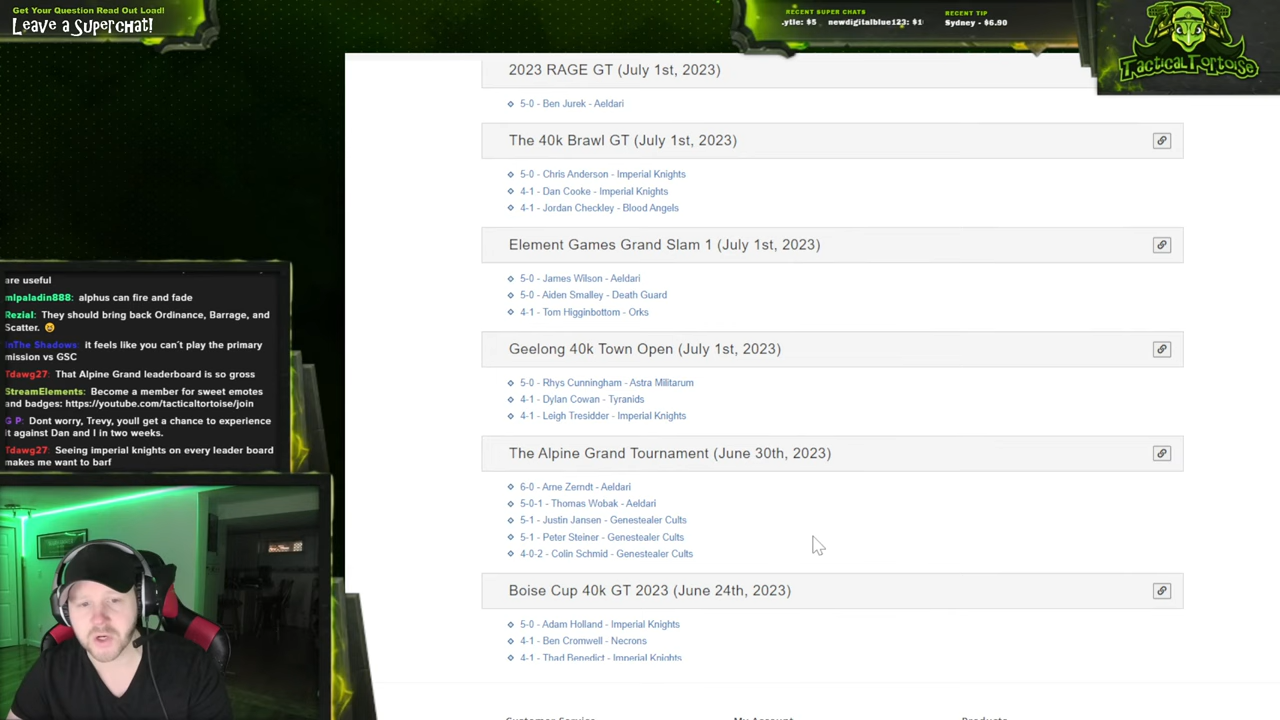 Get Your Question Read Out Load!
Leave a Superchat!
RECENT SUPER CHATS
.ytle: $5 newdigitalblue123: $1
RECENT TIP
Sydney - $6.90
TacticalTortoise
2023 RAGE GT (July 1st, 2023)
5-0 - Ben Jurek - Aeldari
The 40k Brawl GT (July 1st, 2023)
5-0 - Chris Anderson - Imperial Knights
4-1 - Dan Cooke - Imperial Knights
4-1 - Jordan Checkley - Blood Angels
Element Games Grand Slam 1 (July 1st, 2023)
5-0 - James Wilson - Aeldari
5-0 - Aiden Smalley - Death Guard
4-1 - Tom Higginbottom - Orks
Geelong 40k Town Open (July 1st, 2023)
5-0 - Rhys Cunningham - Astra Militarum
4-1 - Dylan Cowan - Tyranids
4-1 - Leigh Tresidder - Imperial Knights
The Alpine Grand Tournament (June 30th, 2023)
6-0 - Arne Zerndt - Aeldari
5-0-1 - Thomas Wobak - Aeldari
5-1 - Justin Jansen - Genestealer Cults
5-1 - Peter Steiner - Genestealer Cults
4-0-2 - Colin Schmid - Genestealer Cults
Boise Cup 40k GT 2023 (June 24th, 2023)
5-0 - Adam Holland - Imperial Knights
4-1 - Ben Cromwell - Necrons
4-1 - Thad Benedict - Imperial Knights
Customer Service
My Account
Products
are useful
mlpaladin888: alphus can fire and fade
Rezial: They should bring back Ordinance, Barrage, and
Scatter.
InThe Shadows: it feels like you can´t play the primary
mission vs GSC
Tdawg27: That Alpine Grand leaderboard is so gross
StreamElements: Become a member for sweet emotes
and badges: https://youtube.com/tacticaltortoise/join
G P: Dont worry, Trevy, youll get a chance to experience
it against Dan and I in two weeks.
Tdawg27: Seeing imperial knights on every leader board
makes me want to barf